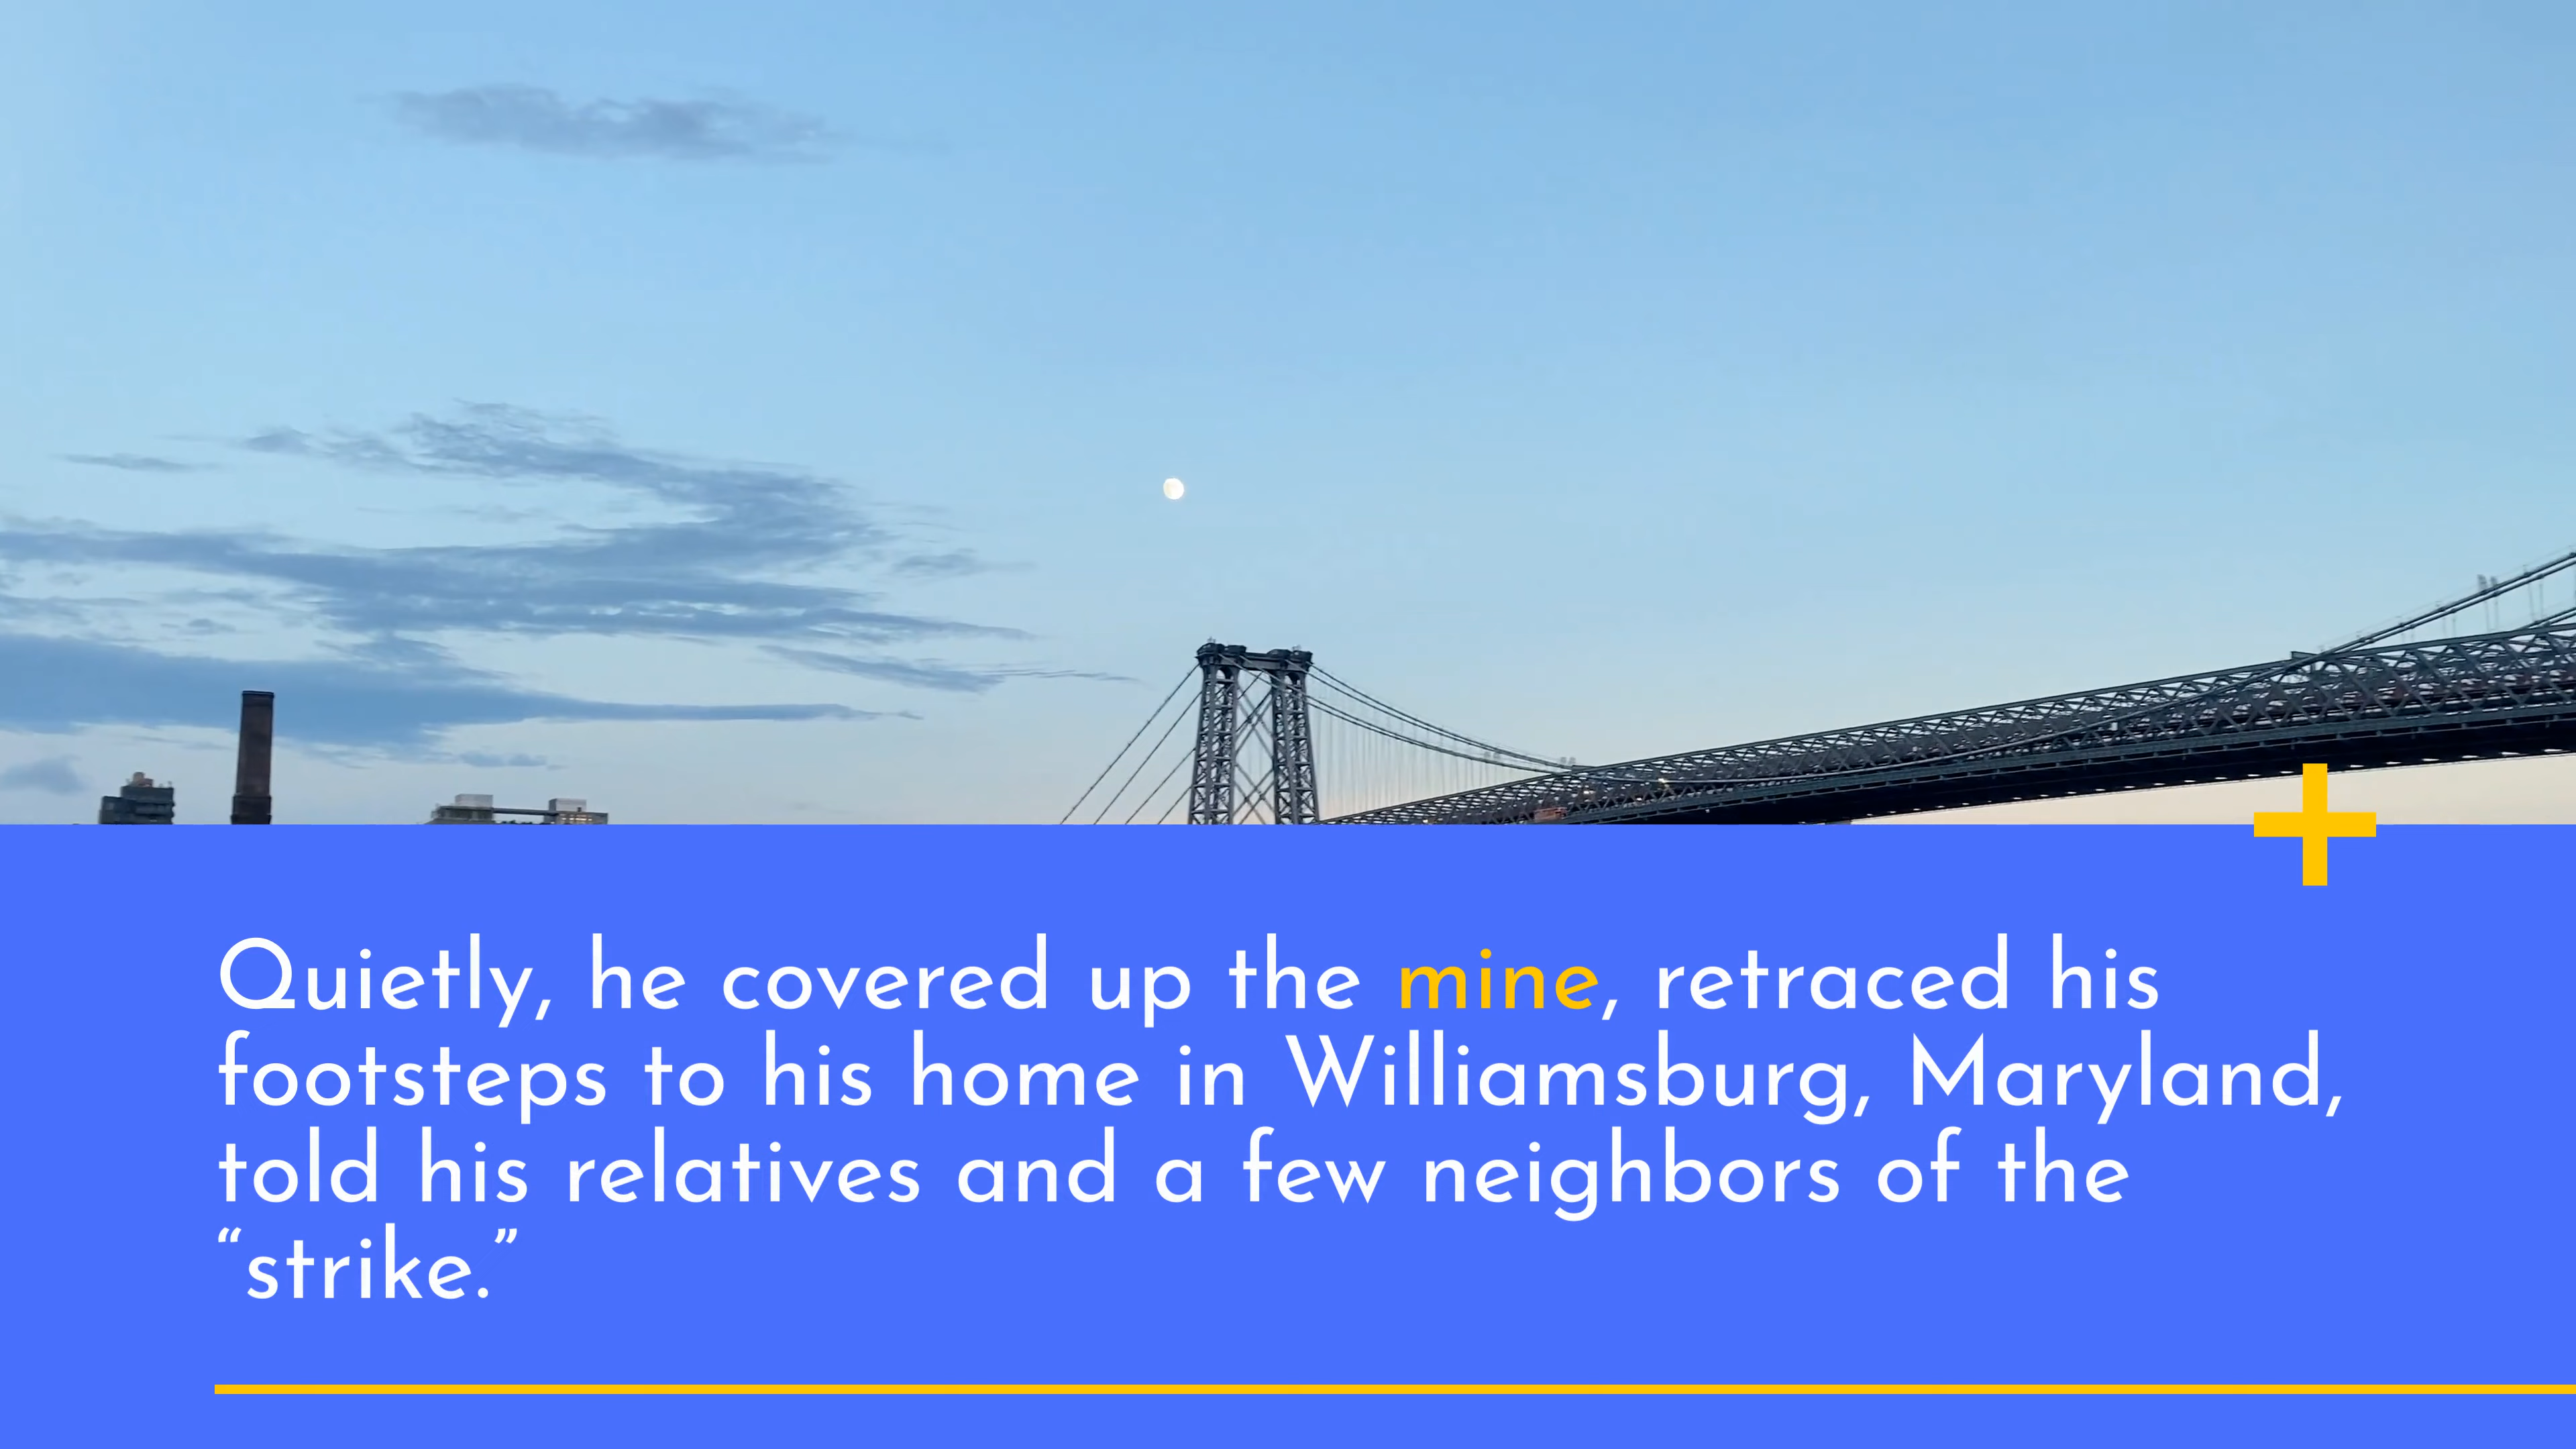 Quietly, he covered up the mine, retraced his
footsteps to his home in Williamsburg, Maryland,
told his relatives and a few neighbors of the
“strike.”